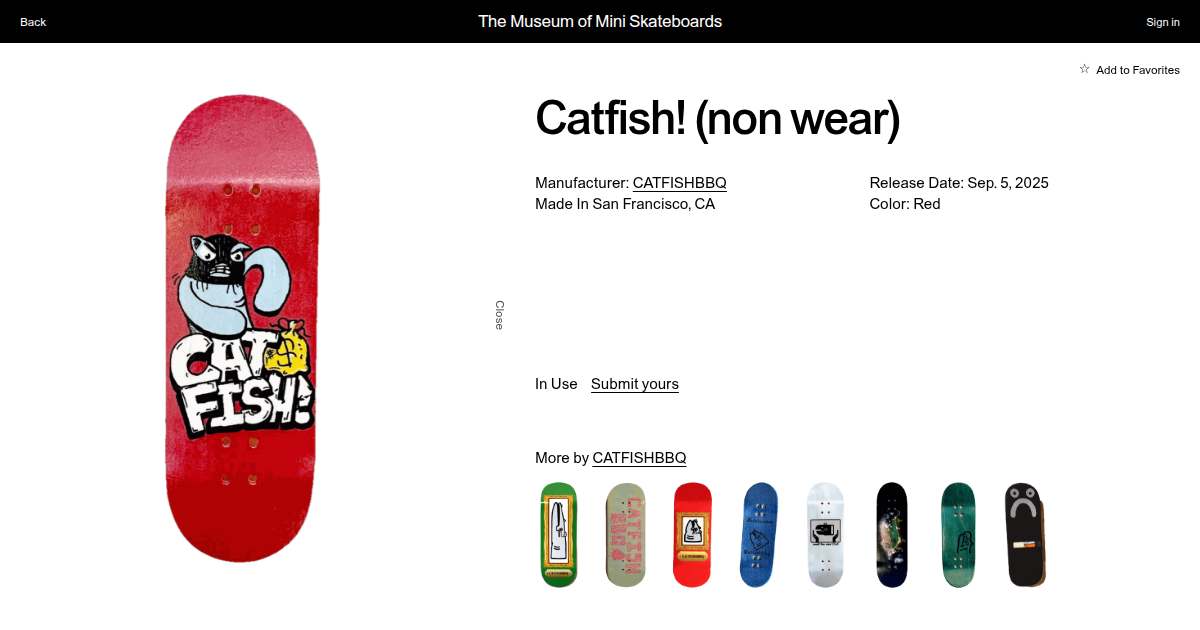 Back
The Museum of Mini Skateboards
Sign in
☆ Add to Favorites
Catfish! (non wear)
Manufacturer: CATFISHBBQ
Made In San Francisco, CA
Release Date: Sep. 5, 2025
Color: Red
CAT
FISH!
$
Close
In Use
Submit yours
More by CATFISHBBQ
CATFISH
BBQ